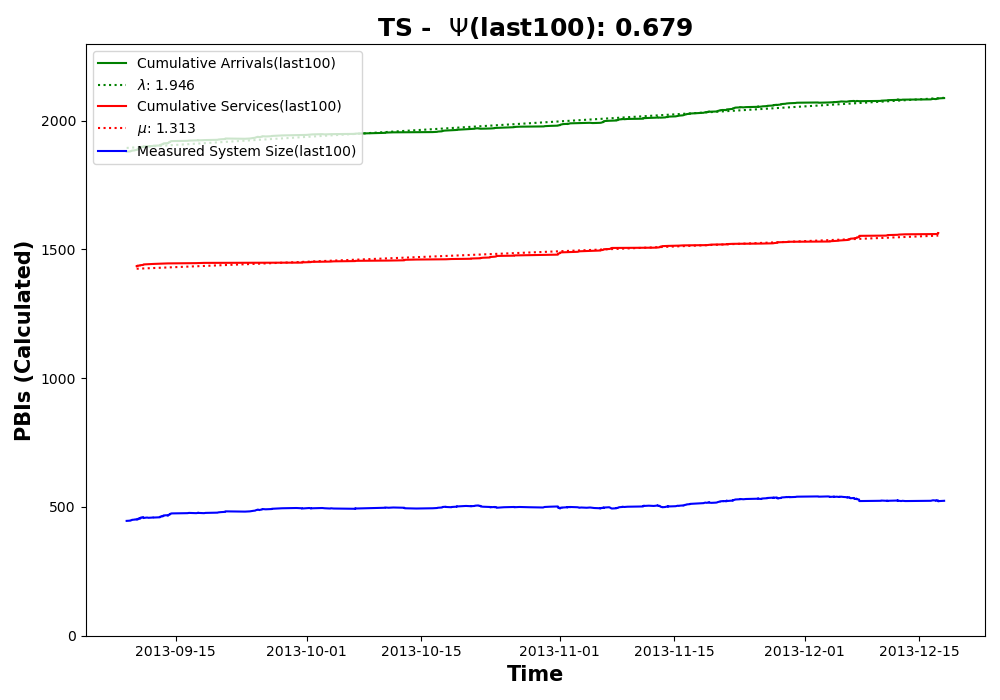 TS - Ψ(last100): 0.679
Cumulative Arrivals(last100)
λ: 1.946
Cumulative Services(last100)
μ: 1.313
Measured System Size(last100)
PBIs (Calculated)
2000
1500
1000
500
0
2013-09-15
2013-10-01
2013-10-15
2013-11-01
2013-11-15
2013-12-01
2013-12-15
Time